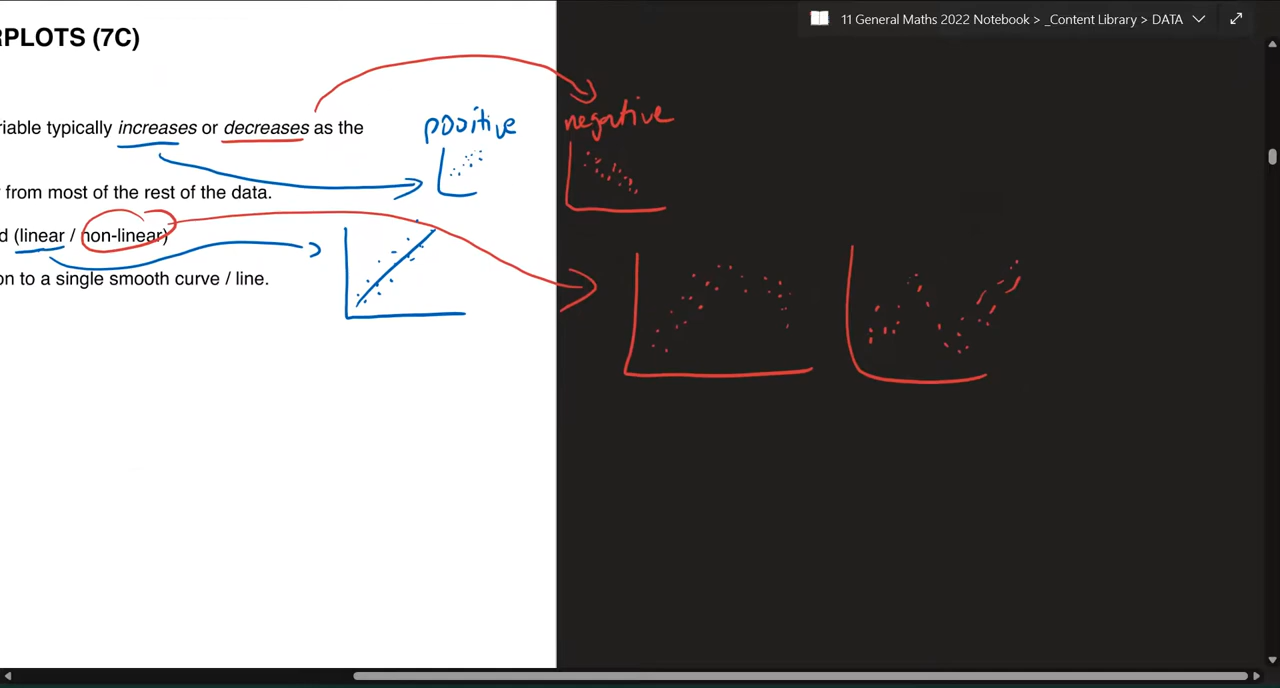 11 General Maths 2022 Notebook > _Content Library > DATA
RPLOTS (7C)
riable typically increases or decreases as the
positive
negative
from most of the rest of the data.
d (linear / non-linear)
on to a single smooth curve / line.